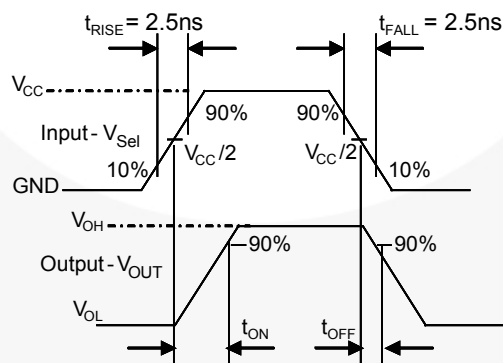 tRISE = 2.5ns
tFALL = 2.5ns
VCC
90%
90%
Input - VSel
VCC/2
VCC/2
10%
10%
GND
VOH
90%
90%
Output - VOUT
VOL
tON
tOFF